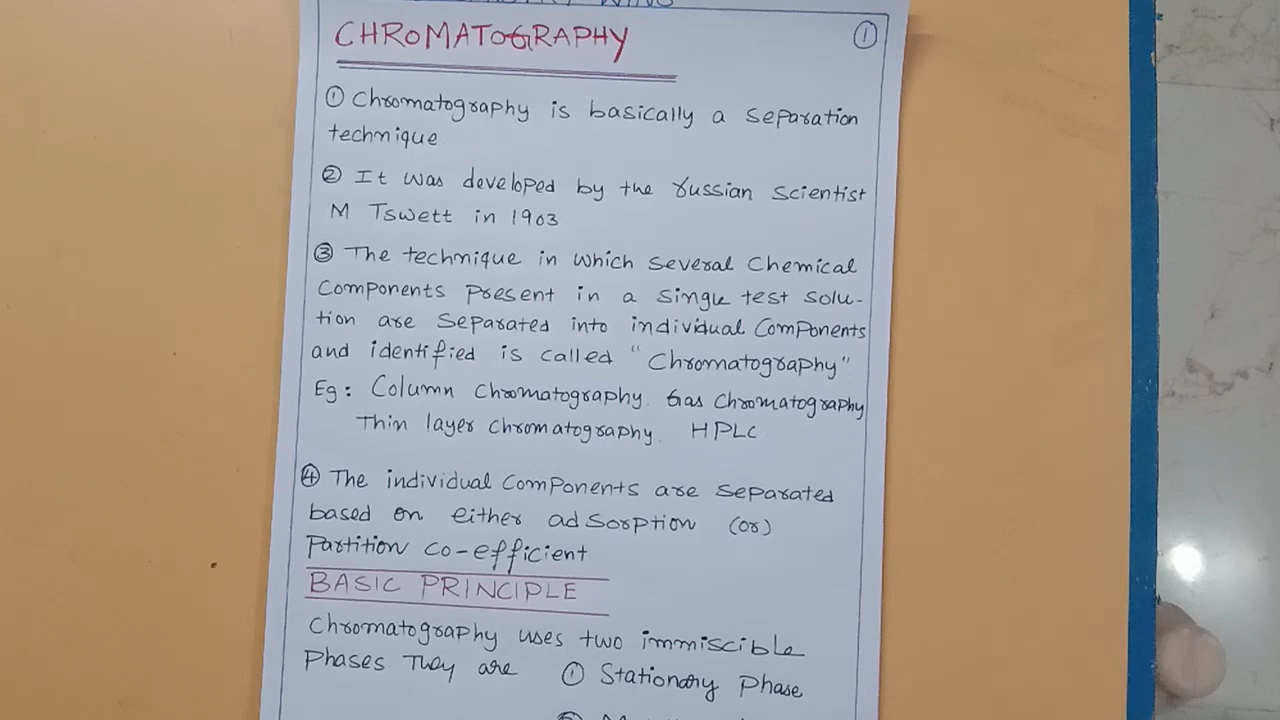 CHROMATOGRAPHY
①
① Chromatography is basically a separation
technique
② It was developed by the russian scientist
M Tswett in 1903
③ The technique in which several chemical
components present in a single test solu-
tion are separated into individual components
and identified is called "Chromatography"
Eg: Column chromatography. Gas chromatography
Thin layer chromatography. HPLC
④ The individual components are separated
based on either adsorption (or)
Partition co-efficient
BASIC PRINCIPLE
Chromatography uses two immiscible
phases They are ① Stationary phase